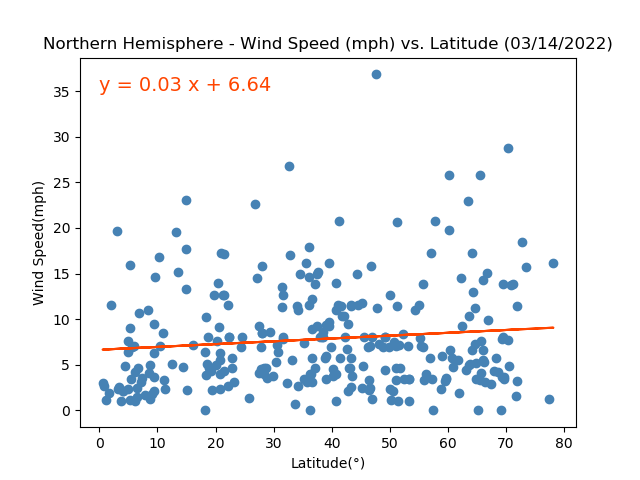 Northern Hemisphere - Wind Speed (mph) vs. Latitude (03/14/2022)
y = 0.03 x + 6.64
35
30
25
20
15
10
5
0
Wind Speed(mph)
0 10 20 30 40 50 60 70 80
Latitude(°)